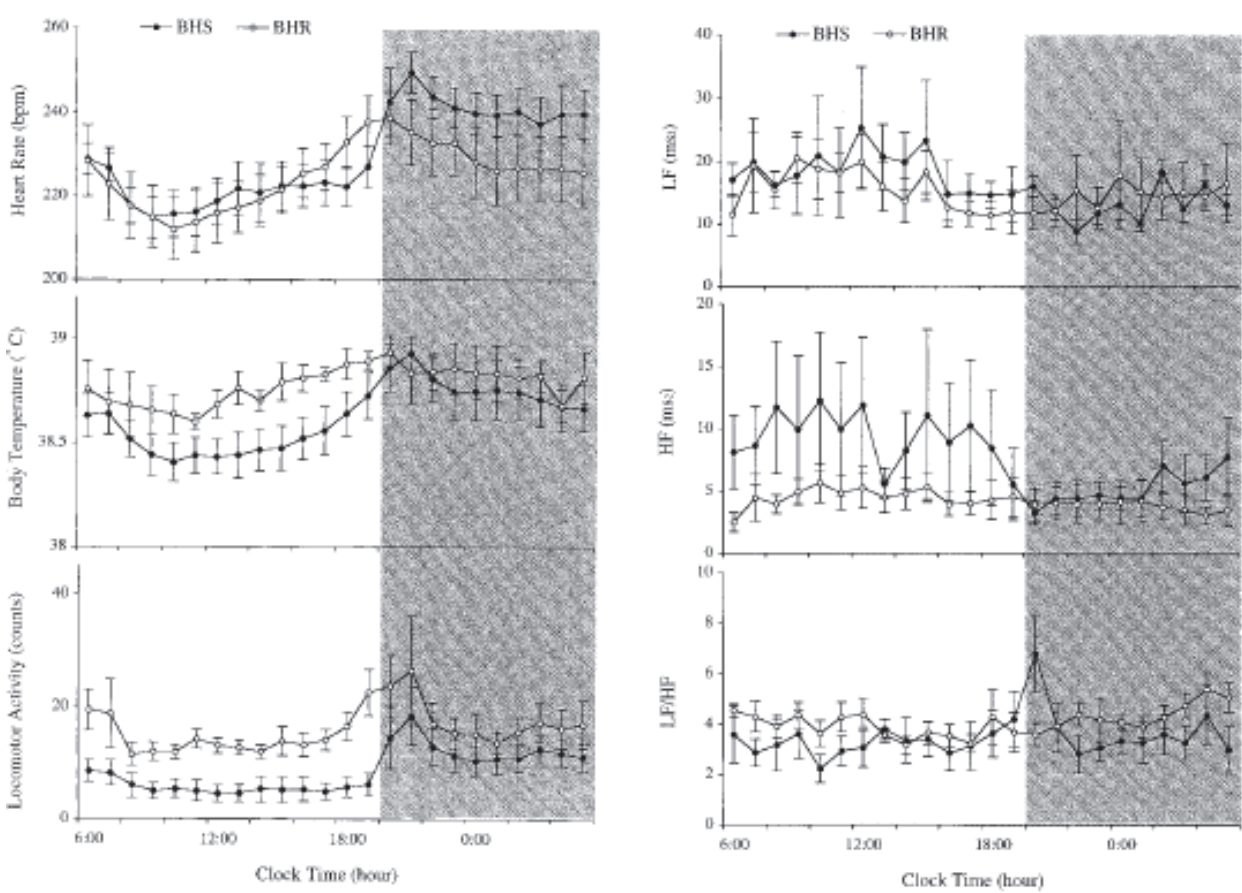 BHS BHR
260
240
220
200
Heart Rate (bpm)
39
38.5
38
Body Temperature (°C)
40
20
0
Locomotor Activity (counts)
6:00 12:00 18:00 0:00
Clock Time (hour)
BHS BHR
40
30
20
10
0
LF (ms2)
20
15
10
5
0
HF (ms2)
10
8
6
4
2
0
LF/HF
6:00 12:00 18:00 0:00
Clock Time (hour)